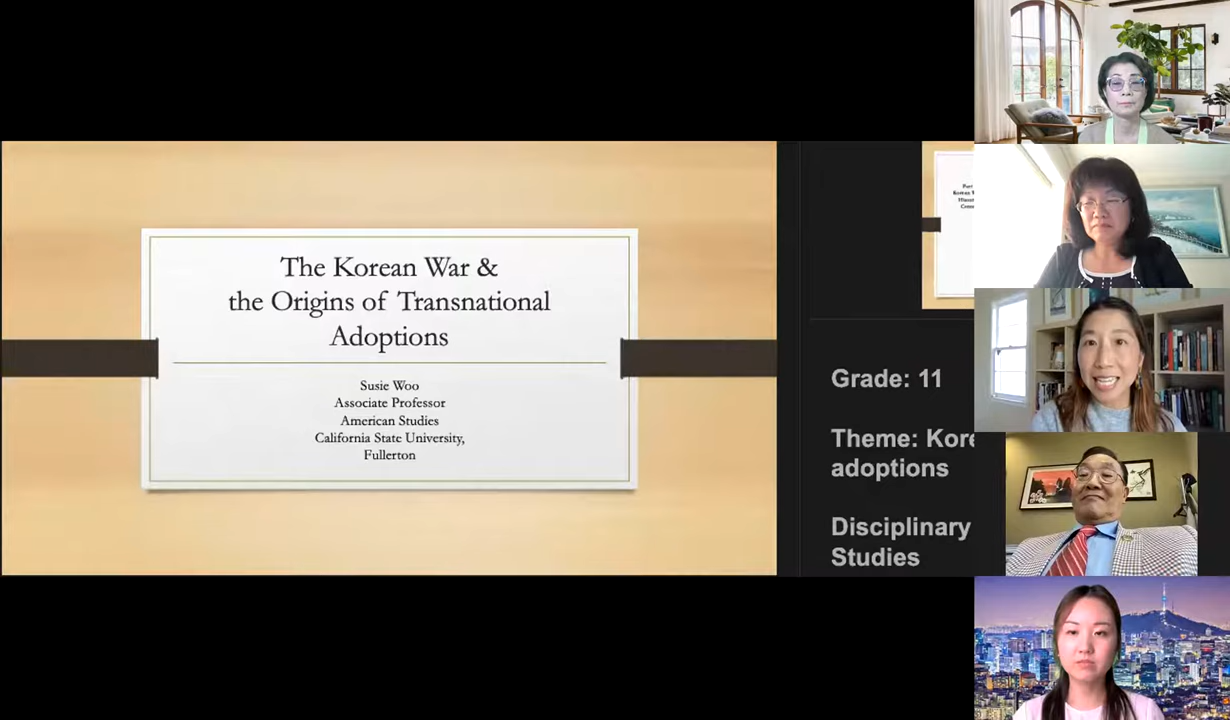 The Korean War &
the Origins of Transnational
Adoptions
Susie Woo
Associate Professor
American Studies
California State University,
Fullerton
Grade: 11
Theme: Kore
adoptions
Disciplinary
Studies